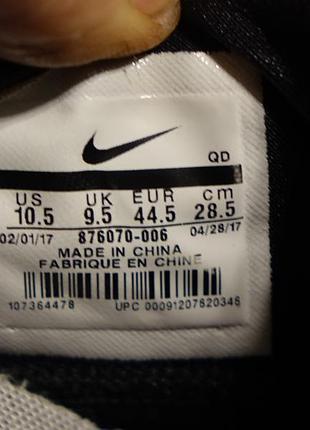 QD
US UK EUR cm
10.5 9.5 44.5 28.5
02/01/17 876070-006 04/28/17
MADE IN CHINA
FABRIQUE EN CHINE
107364478 UPC 00091207820346